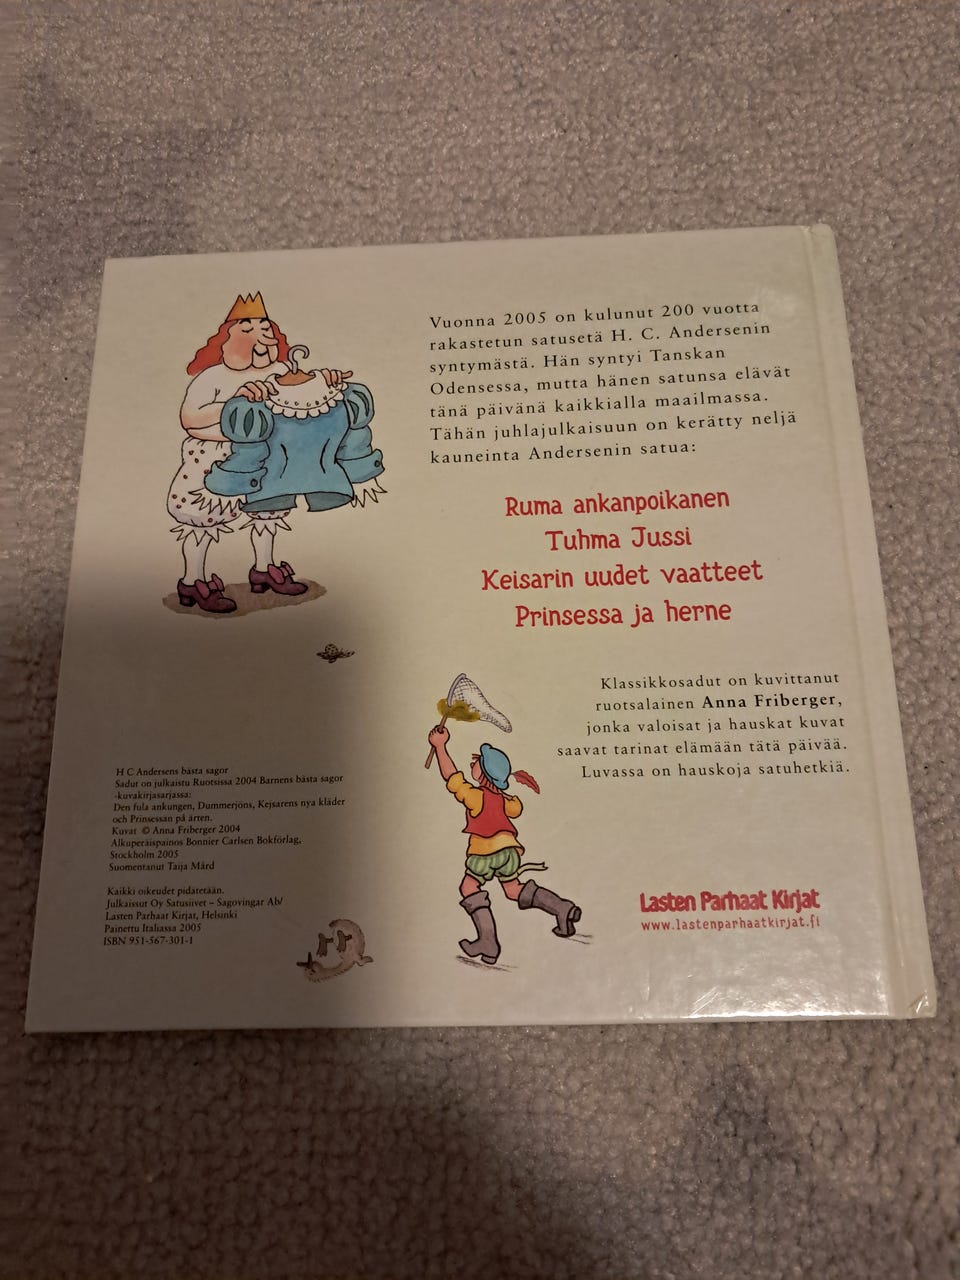 Vuonna 2005 on kulunut 200 vuotta
rakastetun satusetä H. C. Andersenin
syntymästä. Hän syntyi Tanskan
Odensessa, mutta hänen satunsa elävät
tänä päivänä kaikkialla maailmassa.
Tähän juhlajulkaisuun on kerätty neljä
kauneinta Andersenin satua:
Ruma ankanpoikanen
Tuhma Jussi
Keisarin uudet vaatteet
Prinsessa ja herne
Klassikkosadut on kuvittanut
ruotsalainen Anna Friberger,
jonka valoisat ja hauskat kuvat
saavat tarinat elämään tätä päivää.
Luvassa on hauskoja satuhetkiä.
H C Andersens bästa sagor
Sadut on julkaistu Ruotsissa 2004 Barnens bästa sagor
-kuvakirjasarjassa:
Den fula ankungen, Dummerjöns, Kejsarens nya kläder
och Prinsessan på ärten.
Kuvat © Anna Friberger 2004
Alkuperäispainos Bonnier Carlsen Bokförlag,
Stockholm 2005
Suomentanut Taija Mård
Kaikki oikeudet pidätetään.
Julkaissut Oy Satusiivet – Sagovingar Ab/
Lasten Parhaat Kirjat, Helsinki
Painettu Italiassa 2005
ISBN 951-567-301-1
Lasten Parhaat Kirjat
www.lastenparhaatkirjat.fi